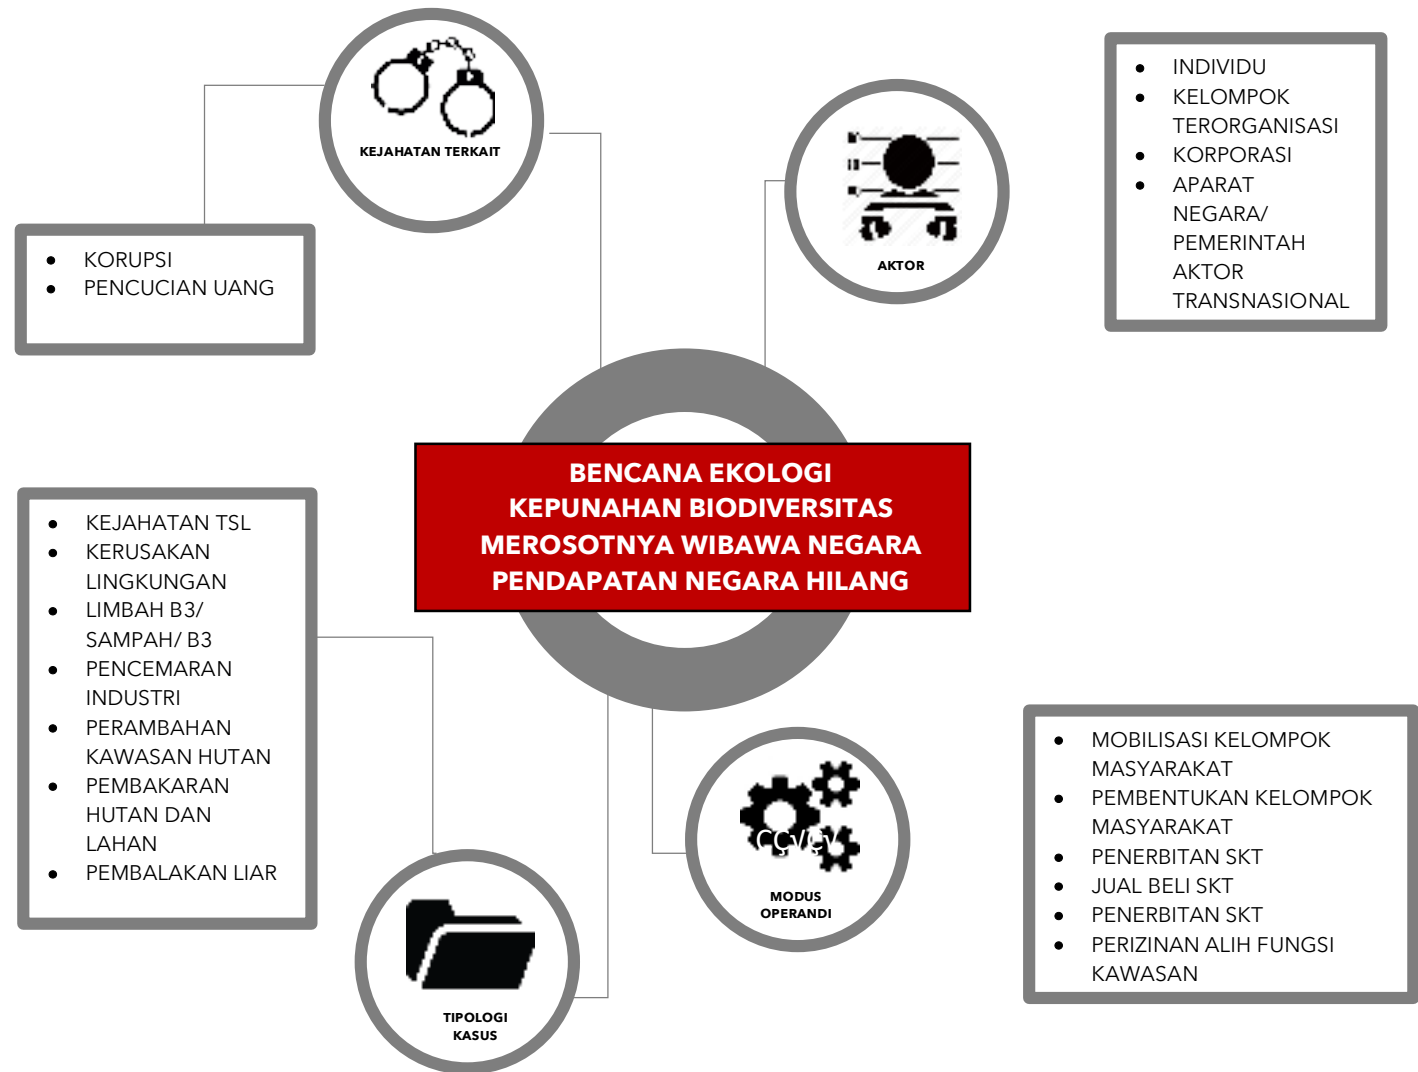 KEJAHATAN TERKAIT
• KORUPSI
• PENCUCIAN UANG
AKTOR
• INDIVIDU
• KELOMPOK
TERORGANISASI
• KORPORASI
• APARAT
NEGARA/
PEMERINTAH
AKTOR
TRANSNASIONAL
BENCANA EKOLOGI
KEPUNAHAN BIODIVERSITAS
MEROSOTNYA WIBAWA NEGARA
PENDAPATAN NEGARA HILANG
• KEJAHATAN TSL
• KERUSAKAN
LINGKUNGAN
• LIMBAH B3/
SAMPAH/ B3
• PENCEMARAN
INDUSTRI
• PERAMBAHAN
KAWASAN HUTAN
• PEMBAKARAN
HUTAN DAN
LAHAN
• PEMBALAKAN LIAR
TIPOLOGI
KASUS
MODUS
OPERANDI
• MOBILISASI KELOMPOK
MASYARAKAT
• PEMBENTUKAN KELOMPOK
MASYARAKAT
• PENERBITAN SKT
• JUAL BELI SKT
• PENERBITAN SKT
• PERIZINAN ALIH FUNGSI
KAWASAN